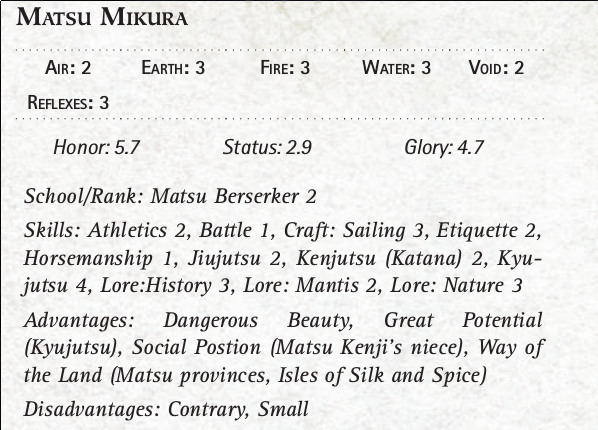 Matsu Mikura
Air: 2 Earth: 3 Fire: 3 Water: 3 Void: 2
Reflexes: 3
Honor: 5.7 Status: 2.9 Glory: 4.7
School/Rank: Matsu Berserker 2
Skills: Athletics 2, Battle 1, Craft: Sailing 3, Etiquette 2,
Horsemanship 1, Jiujutsu 2, Kenjutsu (Katana) 2, Kyu-
jutsu 4, Lore:History 3, Lore: Mantis 2, Lore: Nature 3
Advantages: Dangerous Beauty, Great Potential
(Kyujutsu), Social Postion (Matsu Kenji's niece), Way of
the Land (Matsu provinces, Isles of Silk and Spice)
Disadvantages: Contrary, Small